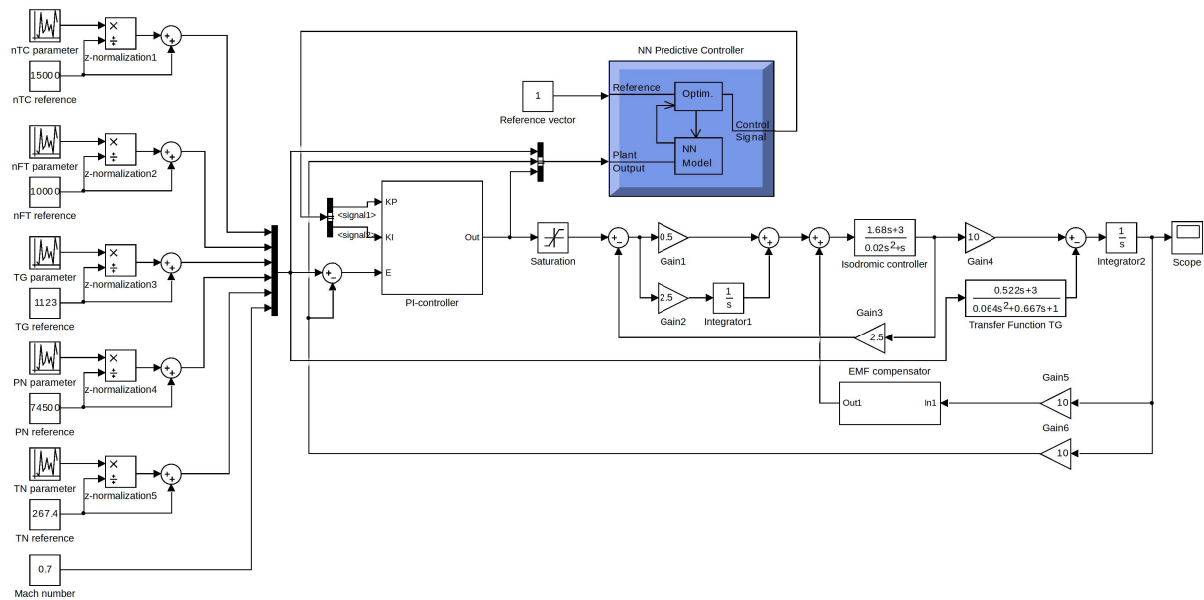 nTC parameter
×
÷
z-normalization1
+
+
15000
nTC reference
nFT parameter
×
÷
z-normalization2
+
+
10000
nFT reference
TG parameter
×
÷
z-normalization3
+
+
1123
TG reference
PN parameter
×
÷
z-normalization4
+
+
74500
PN reference
TN parameter
×
÷
z-normalization5
+
+
267.4
TN reference
0.7
Mach number
NN Predictive Controller
Reference
Optim.
Control
Signal
Plant
Output
NN
Model
1
Reference vector
<signal1>
<signal2>
KP
KI
E
Out
PI-controller
+
−
Saturation
+
−
0.5
Gain1
2.5
Gain2
1
s
Integrator1
+
+
+
+
1.68s+3
0.02s²+s
Isodromic controller
Gain3
2.5
10
Gain4
0.522s+3
0.064s²+0.667s+1
Transfer Function TG
+
−
1
s
Integrator2
Scope
EMF compensator
Out1
In1
Gain5
10
Gain6
10